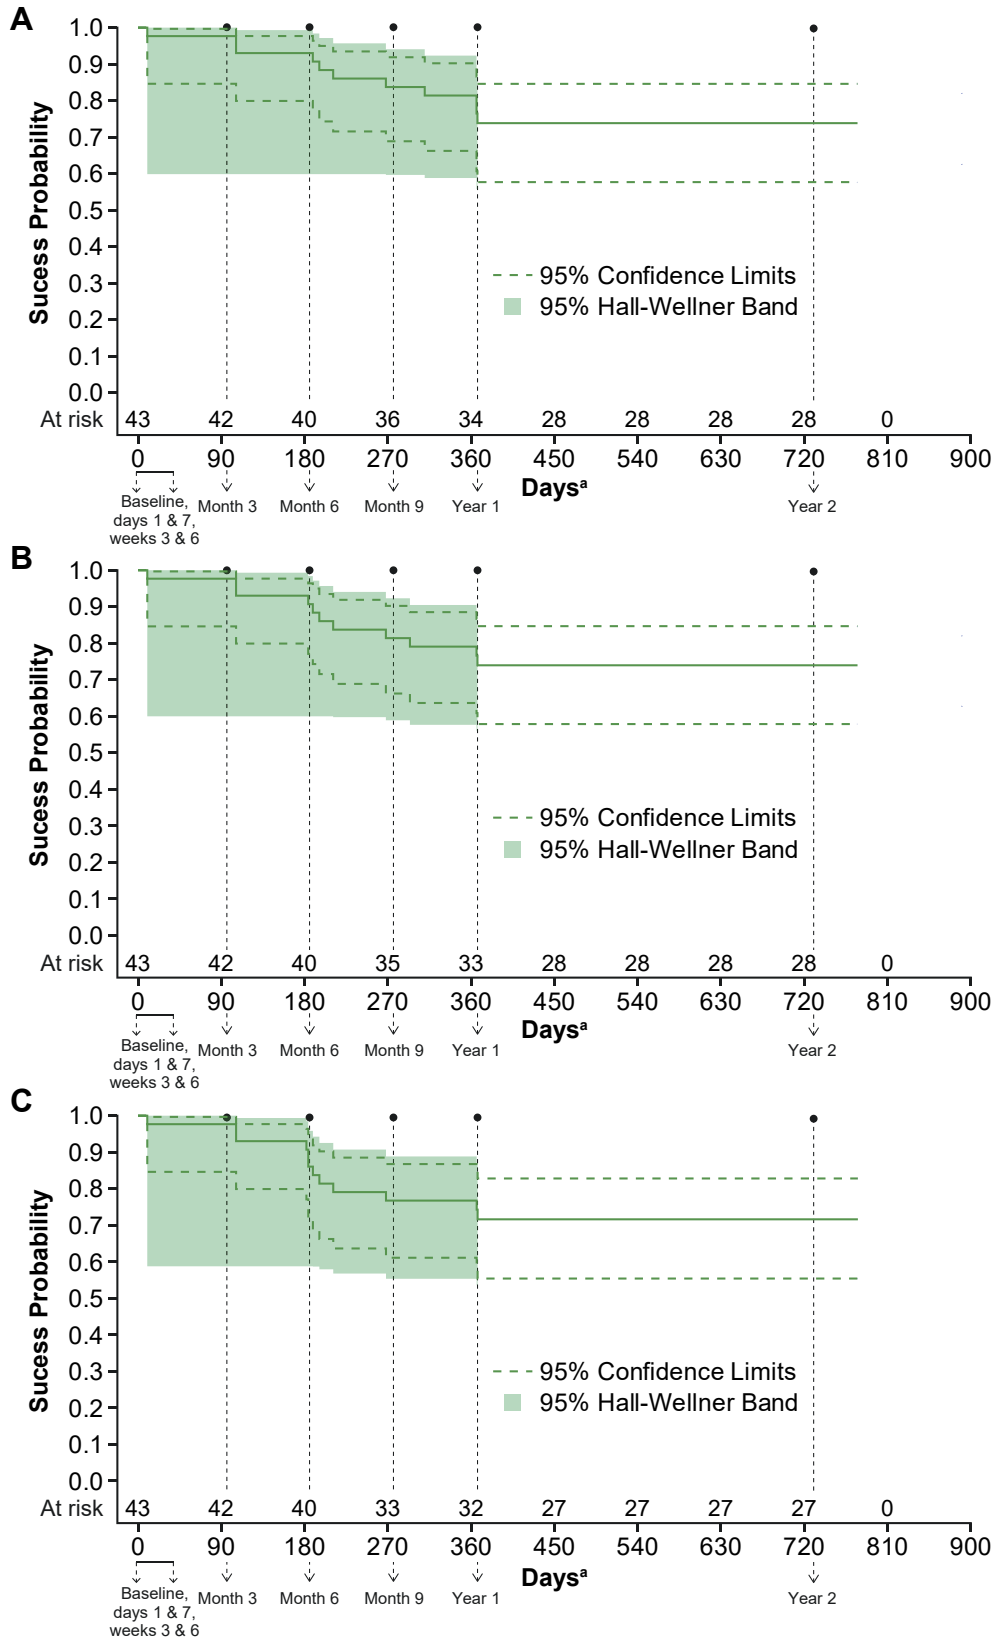 A
Sucess Probability
1.0
0.9
0.8
0.7
0.6
0.5
0.4
0.3
0.2
0.1
0.0
95% Confidence Limits
95% Hall-Wellner Band
At risk 43 42 40 36 34 28 28 28 28 0
0 90 180 270 360 450 540 630 720 810 900
Daysᵃ
Baseline,
days 1 & 7,
weeks 3 & 6
Month 3 Month 6 Month 9 Year 1 Year 2
B
Sucess Probability
1.0
0.9
0.8
0.7
0.6
0.5
0.4
0.3
0.2
0.1
0.0
95% Confidence Limits
95% Hall-Wellner Band
At risk 43 42 40 35 33 28 28 28 28 0
0 90 180 270 360 450 540 630 720 810 900
Daysᵃ
Baseline,
days 1 & 7,
weeks 3 & 6
Month 3 Month 6 Month 9 Year 1 Year 2
C
Sucess Probability
1.0
0.9
0.8
0.7
0.6
0.5
0.4
0.3
0.2
0.1
0.0
95% Confidence Limits
95% Hall-Wellner Band
At risk 43 42 40 33 32 27 27 27 27 0
0 90 180 270 360 450 540 630 720 810 900
Daysᵃ
Baseline,
days 1 & 7,
weeks 3 & 6
Month 3 Month 6 Month 9 Year 1 Year 2